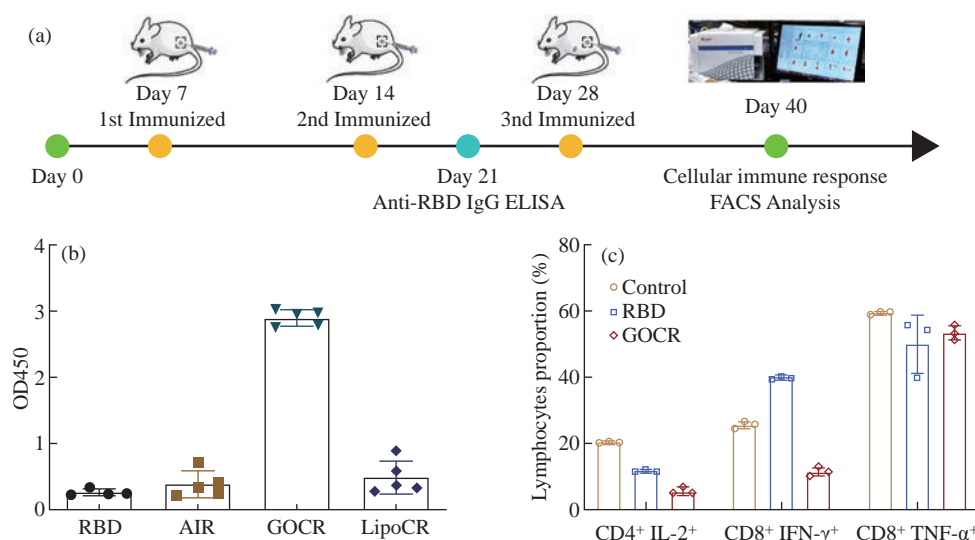 (a)
Day 7
1st Immunized
Day 14
2nd Immunized
Day 28
3rd Immunized
Day 40
Day 0
Day 21
Anti-RBD IgG ELISA
Cellular immune response
FACS Analysis
(b)
OD450
4
3
2
1
0
RBD
AIR
GOCR
LipoCR
(c)
Lymphocytes proportion (%)
80
60
40
20
0
Control
RBD
GOCR
CD4⁺ IL-2⁺
CD8⁺ IFN-γ⁺
CD8⁺ TNF-α⁺